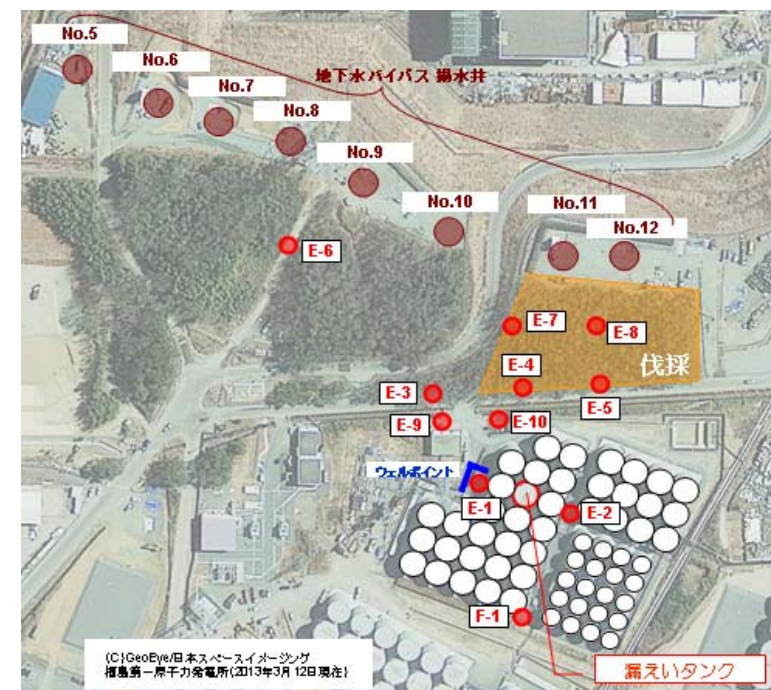 No.5
No.6
No.7
No.8
No.9
No.10
No.11
No.12
地下水バイパス 揚水井
E-6
E-7
E-8
伐採
E-4
E-5
E-3
E-9
E-10
ウェルポイント
E-1
E-2
F-1
漏えいタンク
(C)GeoEye/日本スペースイメージング
福島第一原子力発電所(2013年3月12日現在)